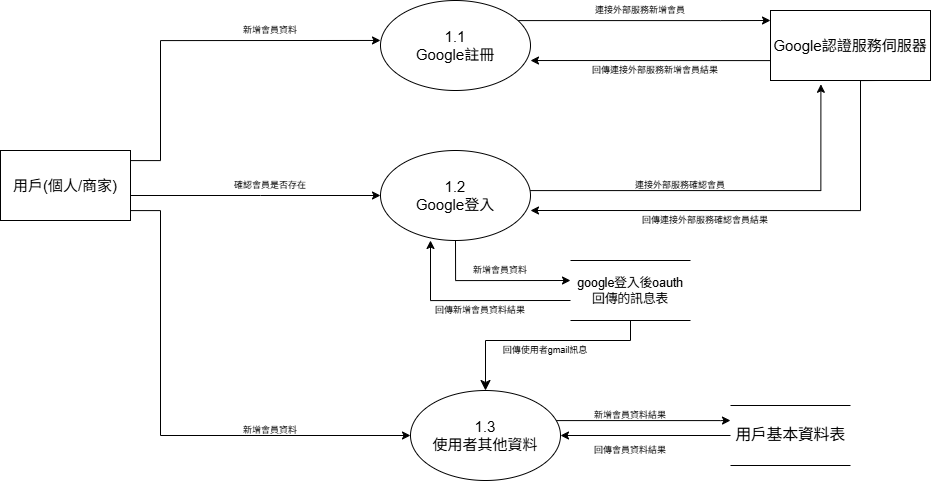 連接外部服務新增會員
新增會員資料
1.1
Google註冊
Google認證服務伺服器
回傳連接外部服務新增會員結果
用戶(個人/商家)
確認會員是否存在
1.2
Google登入
連接外部服務確認會員
回傳連接外部服務確認會員結果
新增會員資料
google登入後oauth
回傳的訊息表
回傳新增會員資料結果
回傳使用者gmail訊息
新增會員資料
1.3
使用者其他資料
新增會員資料結果
回傳會員資料結果
用戶基本資料表